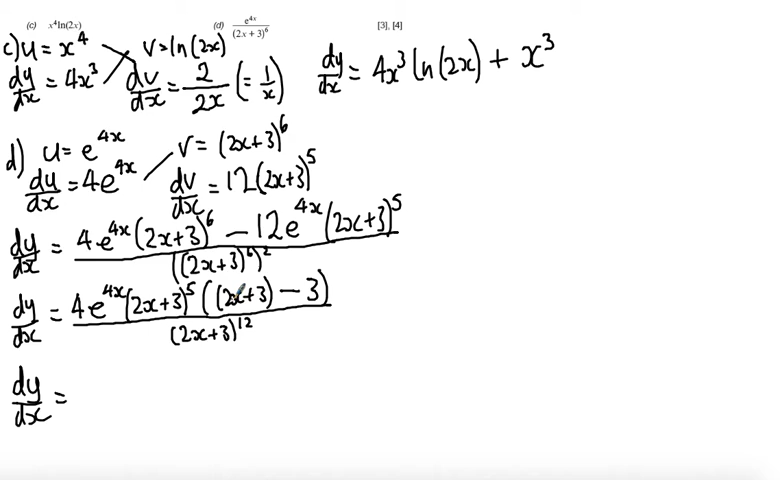 (c) x⁴ln(2x) (d) e⁴ˣ/(2x + 3)⁶ [3], [4]
c) u = x⁴ v = ln(2x)
dy/dx = 4x³ dv/dx = 2/2x (= 1/x) dy/dx = 4x³ ln(2x) + x³
d) u = e⁴ˣ v = (2x+3)⁶
du/dx = 4e⁴ˣ dv/dx = 12(2x+3)⁵
dy/dx = 4e⁴ˣ(2x+3)⁶ − 12e⁴ˣ(2x+3)⁵ / ((2x+3)⁶)²
dy/dx = 4e⁴ˣ(2x+3)⁵((2x+3) − 3) / (2x+3)¹²
dy/dx =